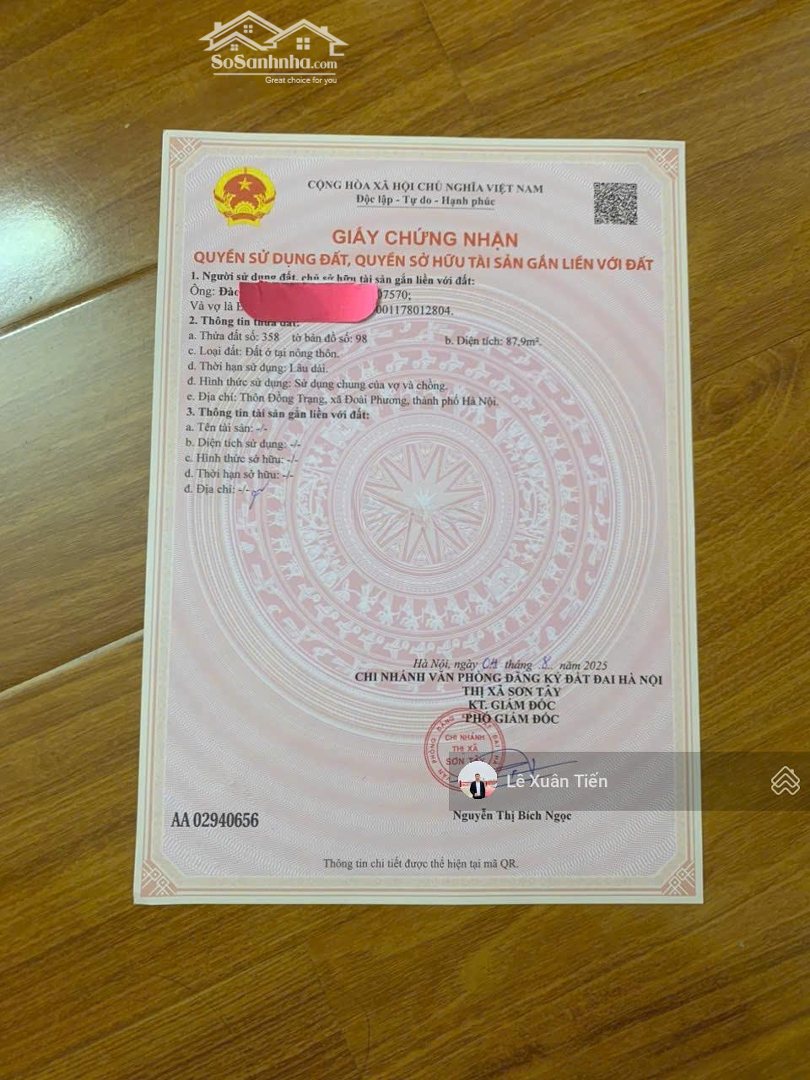 SoSanhnha.com
Great choice for you
CỘNG HÒA XÃ HỘI CHỦ NGHĨA VIỆT NAM
Độc lập - Tự do - Hạnh phúc
GIẤY CHỨNG NHẬN
QUYỀN SỬ DỤNG ĐẤT, QUYỀN SỞ HỮU TÀI SẢN GẮN LIỀN VỚI ĐẤT
1. Người sử dụng đất, chủ sở hữu tài sản gắn liền với đất:
Ông: Đào 07570;
Và vợ là 001178012804.
2. Thông tin thửa đất:
a. Thửa đất số: 358 tờ bản đồ số: 98 b. Diện tích: 87,9m².
c. Loại đất: Đất ở tại nông thôn.
d. Thời hạn sử dụng: Lâu dài.
đ. Hình thức sử dụng: Sử dụng chung của vợ và chồng.
e. Địa chỉ: Thôn Đồng Trạng, xã Đoài Phương, thành phố Hà Nội.
3. Thông tin tài sản gắn liền với đất:
a. Tên tài sản: -/-
b. Diện tích sử dụng: -/-
c. Hình thức sở hữu: -/-
d. Thời hạn sở hữu: -/-
đ. Địa chỉ: -/-
Hà Nội, ngày 04 tháng 8 năm 2025
CHI NHÁNH VĂN PHÒNG ĐĂNG KÝ ĐẤT ĐAI HÀ NỘI
THỊ XÃ SƠN TÂY
KT. GIÁM ĐỐC
PHÓ GIÁM ĐỐC
CHI NHÁNH
THỊ XÃ
SƠN TÂY
Lê Xuân Tiến
Nguyễn Thị Bích Ngọc
AA 02940656
Thông tin chi tiết được thể hiện tại mã QR.